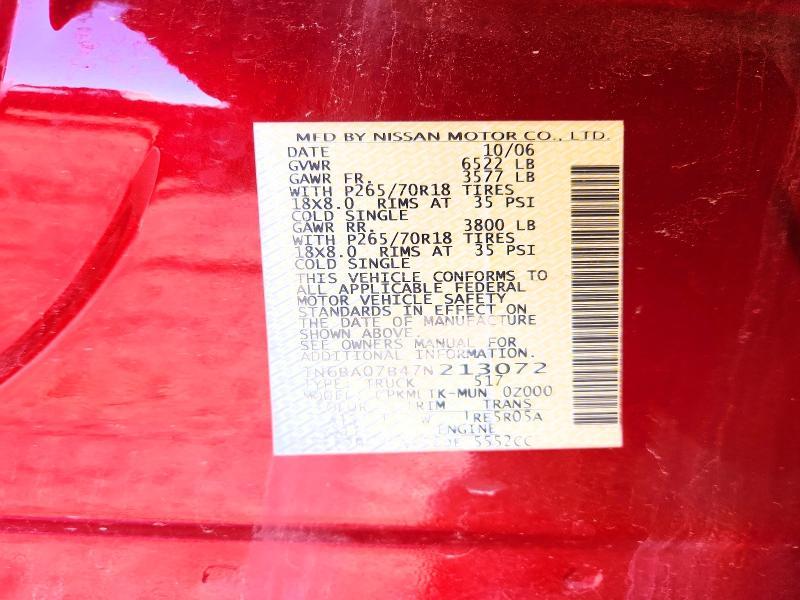 MFD BY NISSAN MOTOR CO., LTD.
DATE 10/06
GVWR 6522 LB
GAWR FR. 3577 LB
WITH P265/70R18 TIRES
18X8.0 RIMS AT 35 PSI
COLD SINGLE
GAWR RR. 3800 LB
WITH P265/70R18 TIRES
18X8.0 RIMS AT 35 PSI
COLD SINGLE
THIS VEHICLE CONFORMS TO
ALL APPLICABLE FEDERAL
MOTOR VEHICLE SAFETY
STANDARDS IN EFFECT ON
THE DATE OF MANUFACTURE
SHOWN ABOVE.
SEE OWNERS MANUAL FOR
ADDITIONAL INFORMATION.
1N6BA07B47N213072
TYPE: TRUCK 517
MODEL: 0Z000
COLOR TRIM TRANS
W RE5R05A
ENGINE
5552CC